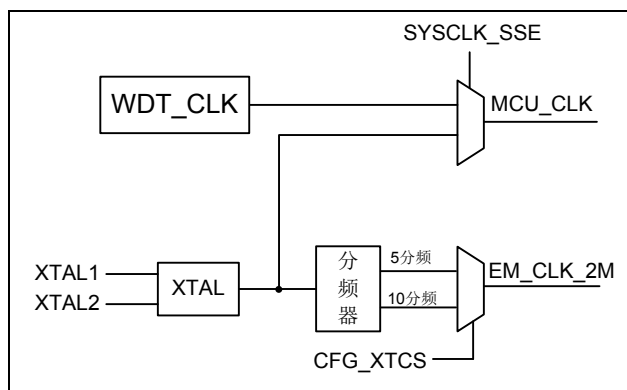 SYSCLK_SSE
WDT_CLK
MCU_CLK
XTAL1
XTAL2
XTAL
分频器
5分频
10分频
EM_CLK_2M
CFG_XTCS